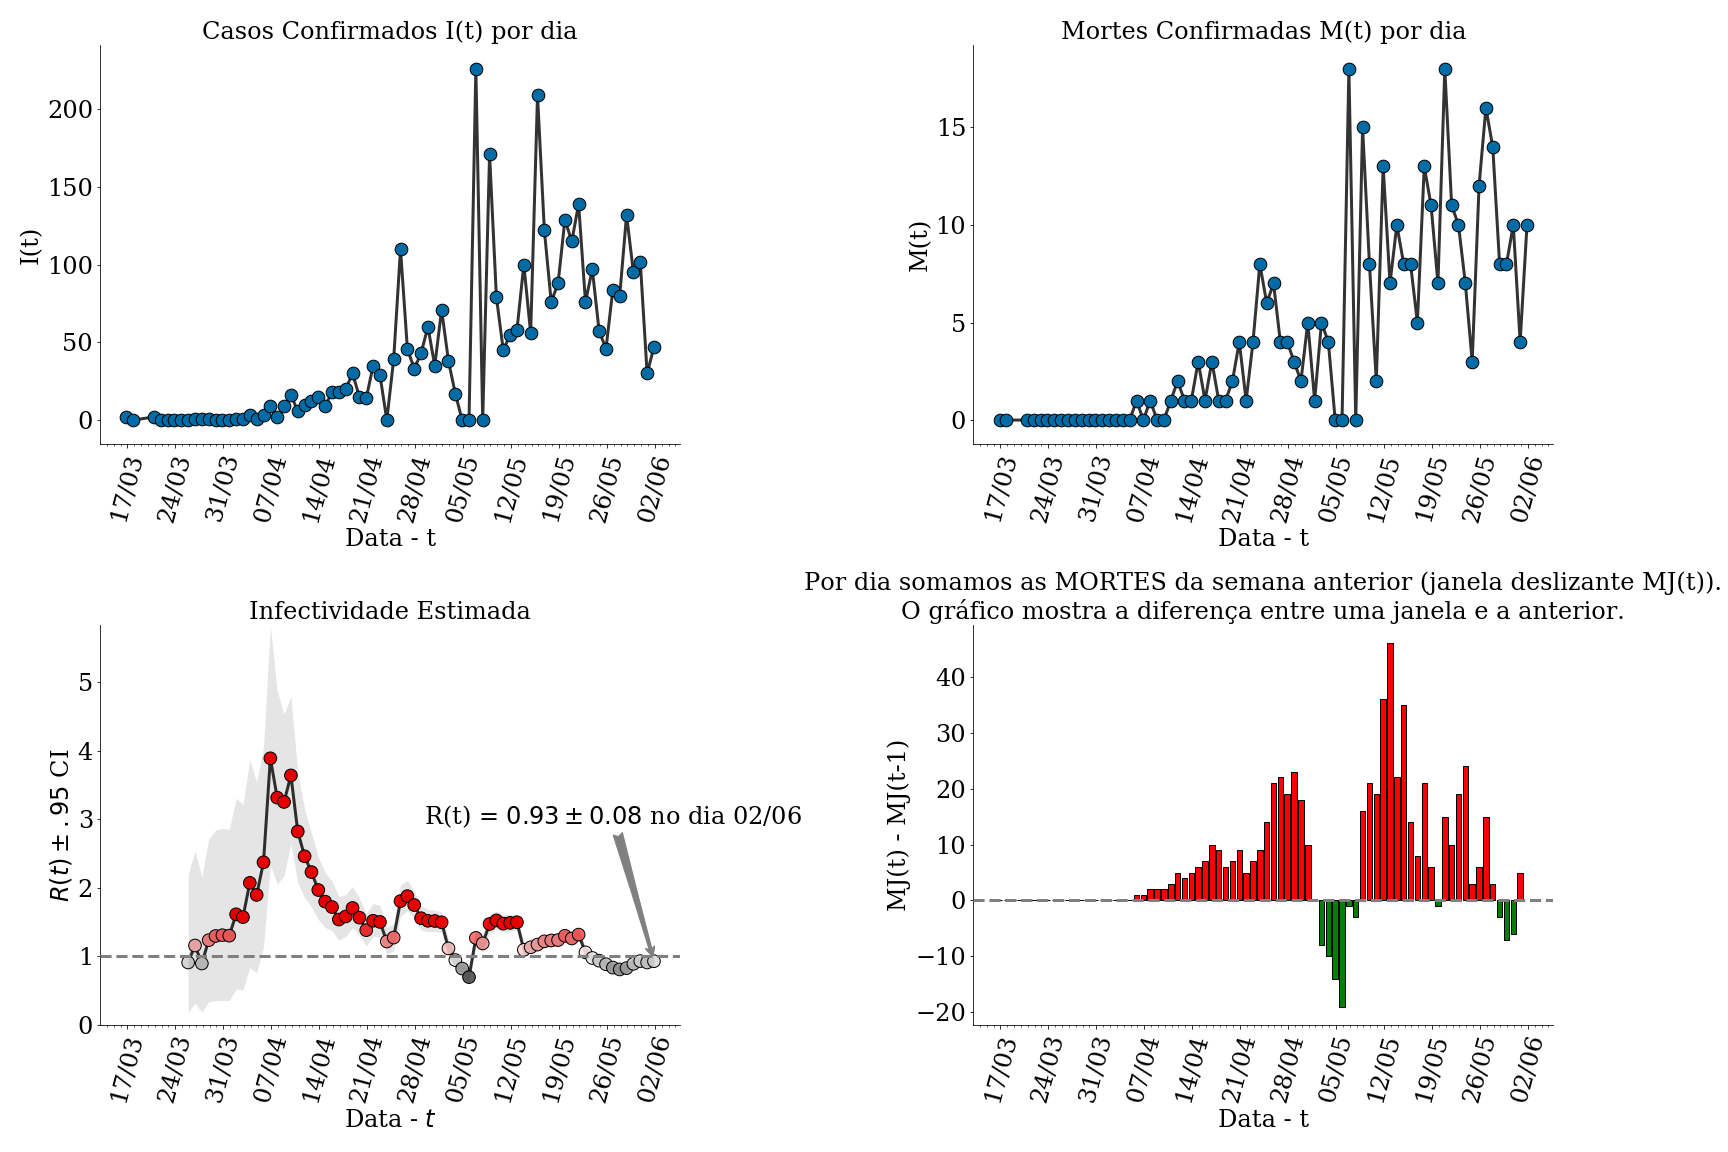 Casos Confirmados I(t) por dia
I(t)
200
150
100
50
0
17/03 24/03 31/03 07/04 14/04 21/04 28/04 05/05 12/05 19/05 26/05 02/06
Data - t
Mortes Confirmadas M(t) por dia
M(t)
15
10
5
0
17/03 24/03 31/03 07/04 14/04 21/04 28/04 05/05 12/05 19/05 26/05 02/06
Data - t
Infectividade Estimada
R(t) ± .95 CI
5
4
3
2
1
0
R(t) = 0.93 ± 0.08 no dia 02/06
17/03 24/03 31/03 07/04 14/04 21/04 28/04 05/05 12/05 19/05 26/05 02/06
Data - t
Por dia somamos as MORTES da semana anterior (janela deslizante MJ(t)).
O gráfico mostra a diferença entre uma janela e a anterior.
MJ(t) - MJ(t-1)
40
30
20
10
0
−10
−20
17/03 24/03 31/03 07/04 14/04 21/04 28/04 05/05 12/05 19/05 26/05 02/06
Data - t